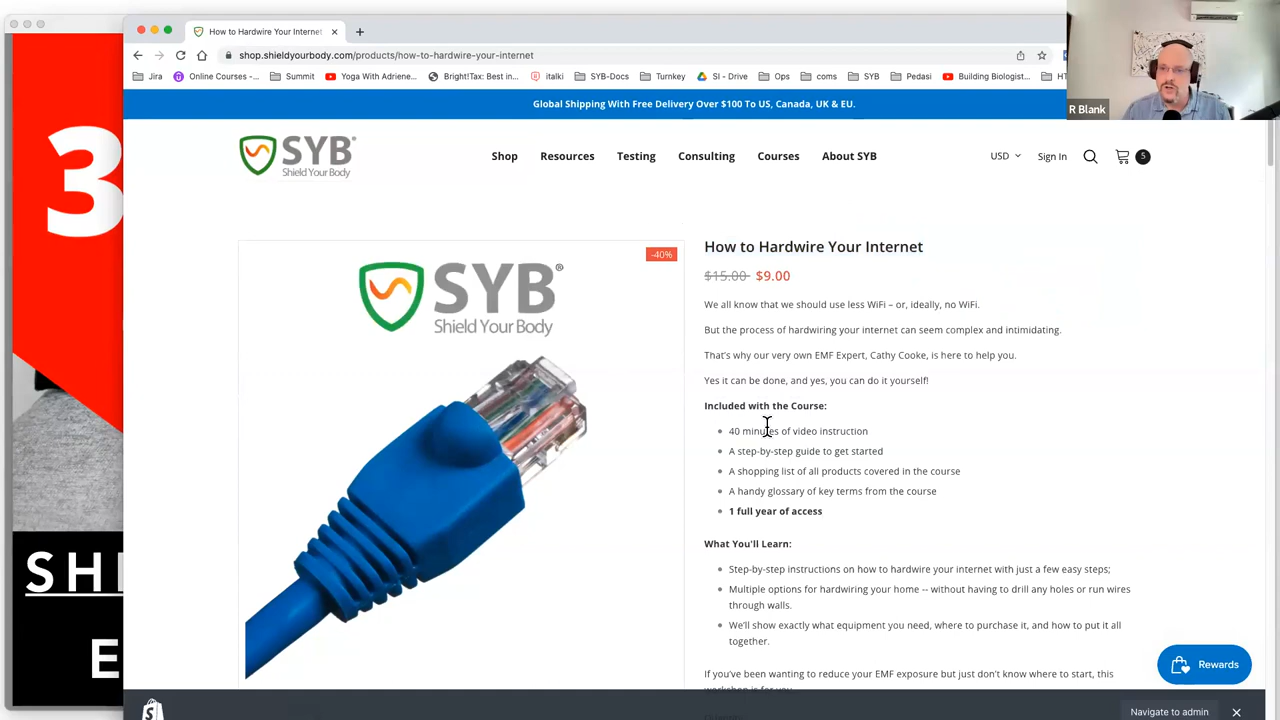 How to Hardwire Your Internet
shop.shieldyourbody.com/products/how-to-hardwire-your-internet
Jira
Online Courses -...
Summit
Yoga With Adriene...
Bright!Tax: Best in...
italki
SYB-Docs
Turnkey
SI - Drive
Ops
coms
SYB
Pedasi
Building Biologist...
R Blank
Global Shipping With Free Delivery Over $100 To US, Canada, UK & EU.
SYB®
Shield Your Body
Shop
Resources
Testing
Consulting
Courses
About SYB
USD
Sign In
5
3
-40%
SYB®
Shield Your Body
How to Hardwire Your Internet
$15.00 $9.00
We all know that we should use less WiFi – or, ideally, no WiFi.
But the process of hardwiring your internet can seem complex and intimidating.
That's why our very own EMF Expert, Cathy Cooke, is here to help you.
Yes it can be done, and yes, you can do it yourself!
Included with the Course:
40 minutes of video instruction
A step-by-step guide to get started
A shopping list of all products covered in the course
A handy glossary of key terms from the course
1 full year of access
What You'll Learn:
Step-by-step instructions on how to hardwire your internet with just a few easy steps;
Multiple options for hardwiring your home -- without having to drill any holes or run wires
through walls.
We'll show exactly what equipment you need, where to purchase it, and how to put it all
together.
If you've been wanting to reduce your EMF exposure but just don't know where to start, this
workshop is for you.
Rewards
Navigate to admin
SH
E